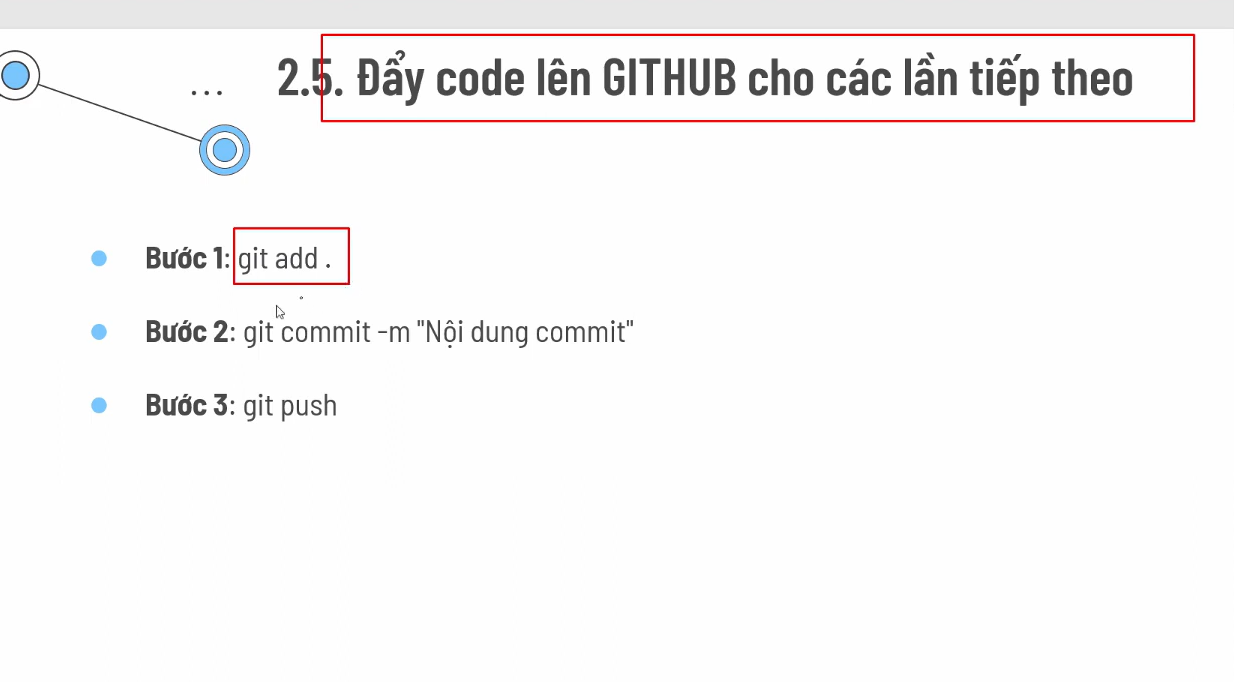 ... 2.5. Đẩy code lên GITHUB cho các lần tiếp theo
Bước 1: git add .
Bước 2: git commit -m "Nội dung commit"
Bước 3: git push